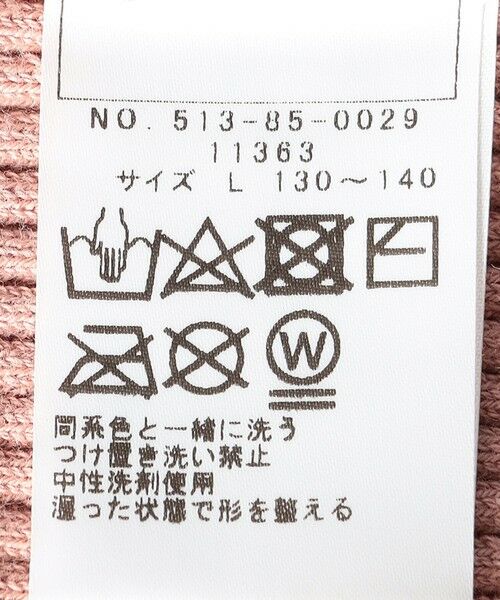 NO. 513-85-0029
11363
サイズ L 130～140
W
同系色と一緒に洗う
つけ置き洗い禁止
中性洗剤使用
湿った状態で形を整える